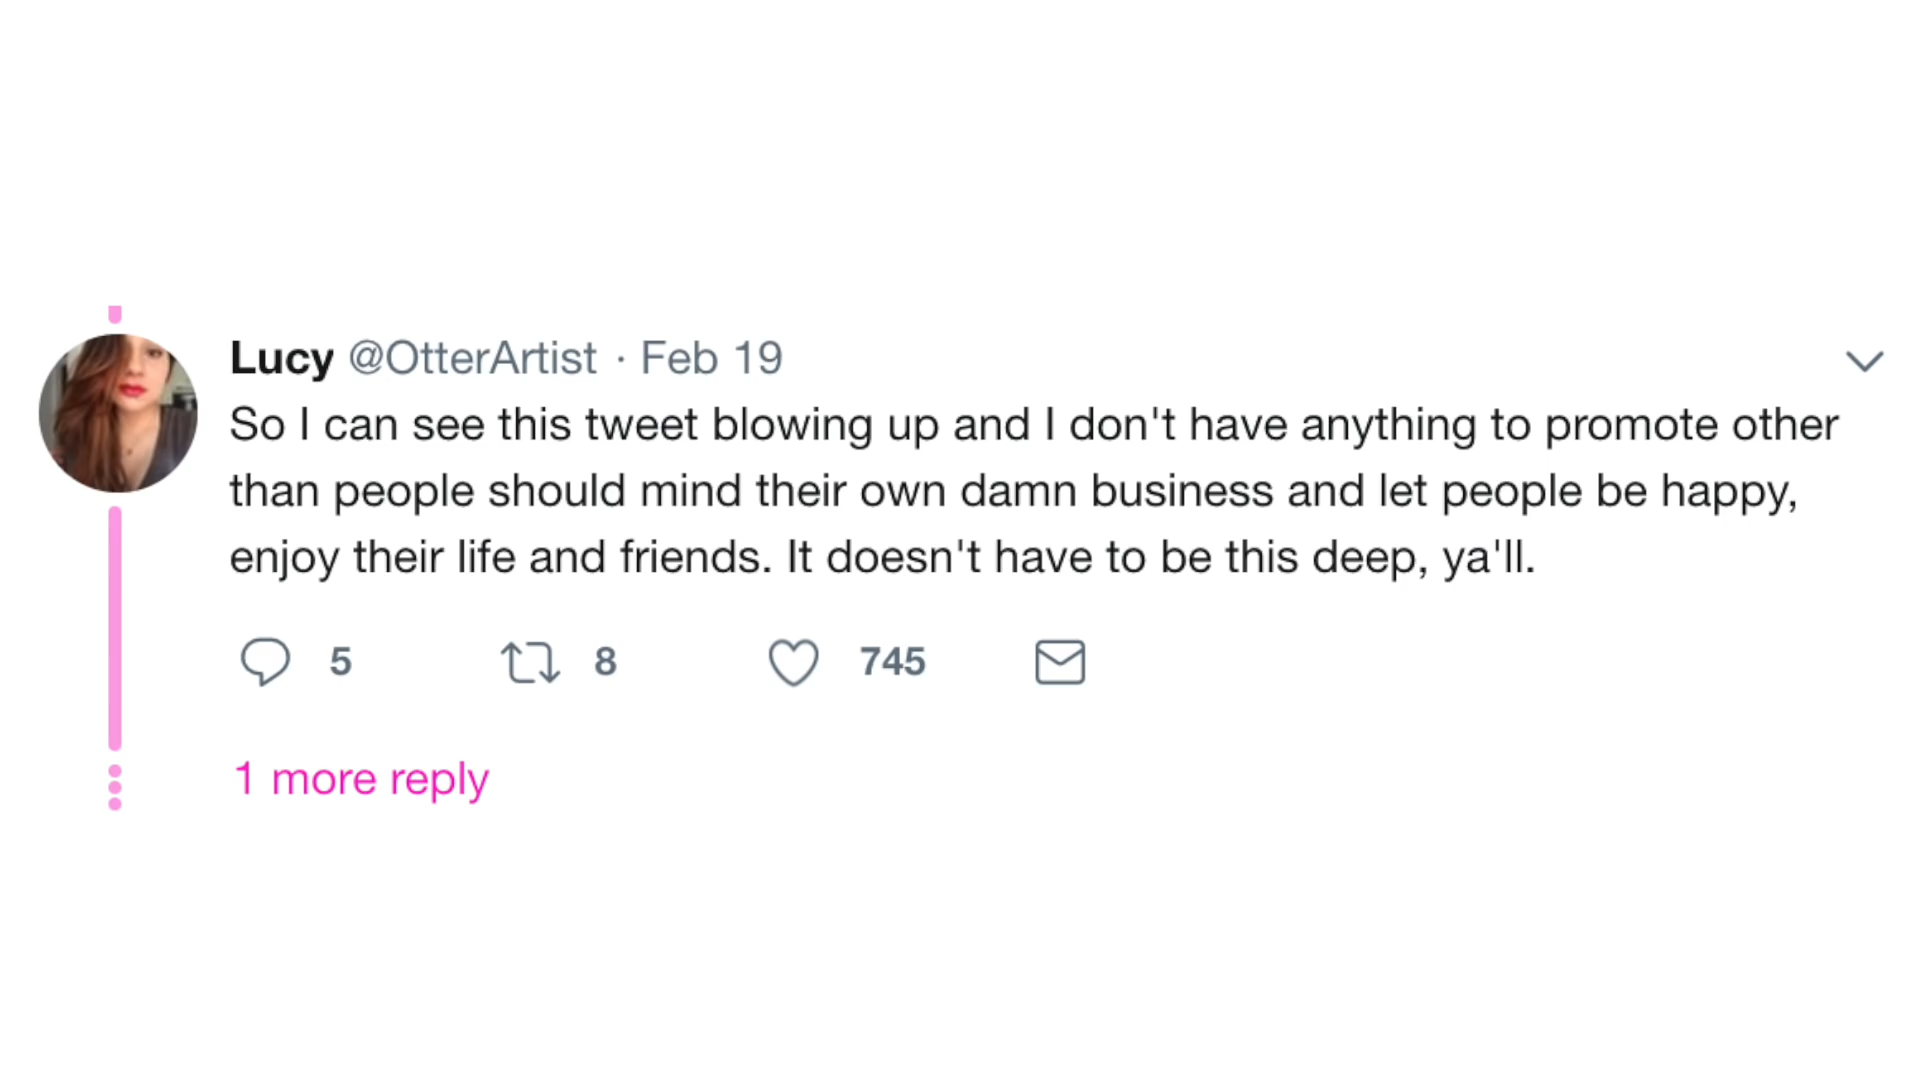 Lucy @OtterArtist · Feb 19
So I can see this tweet blowing up and I don't have anything to promote other
than people should mind their own damn business and let people be happy,
enjoy their life and friends. It doesn't have to be this deep, ya'll.
5 8 745
1 more reply